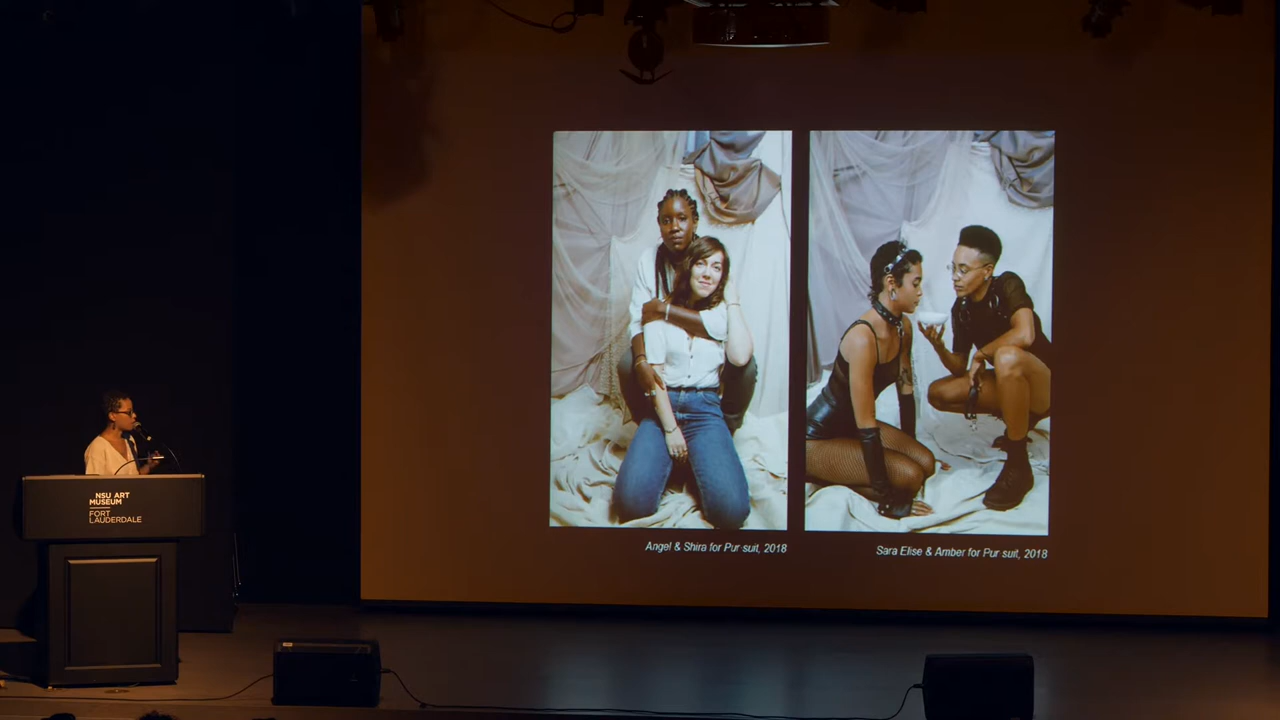 NSU ART
MUSEUM
FORT
LAUDERDALE
Angel & Shira for Pur·suit, 2018
Sara Elise & Amber for Pur·suit, 2018